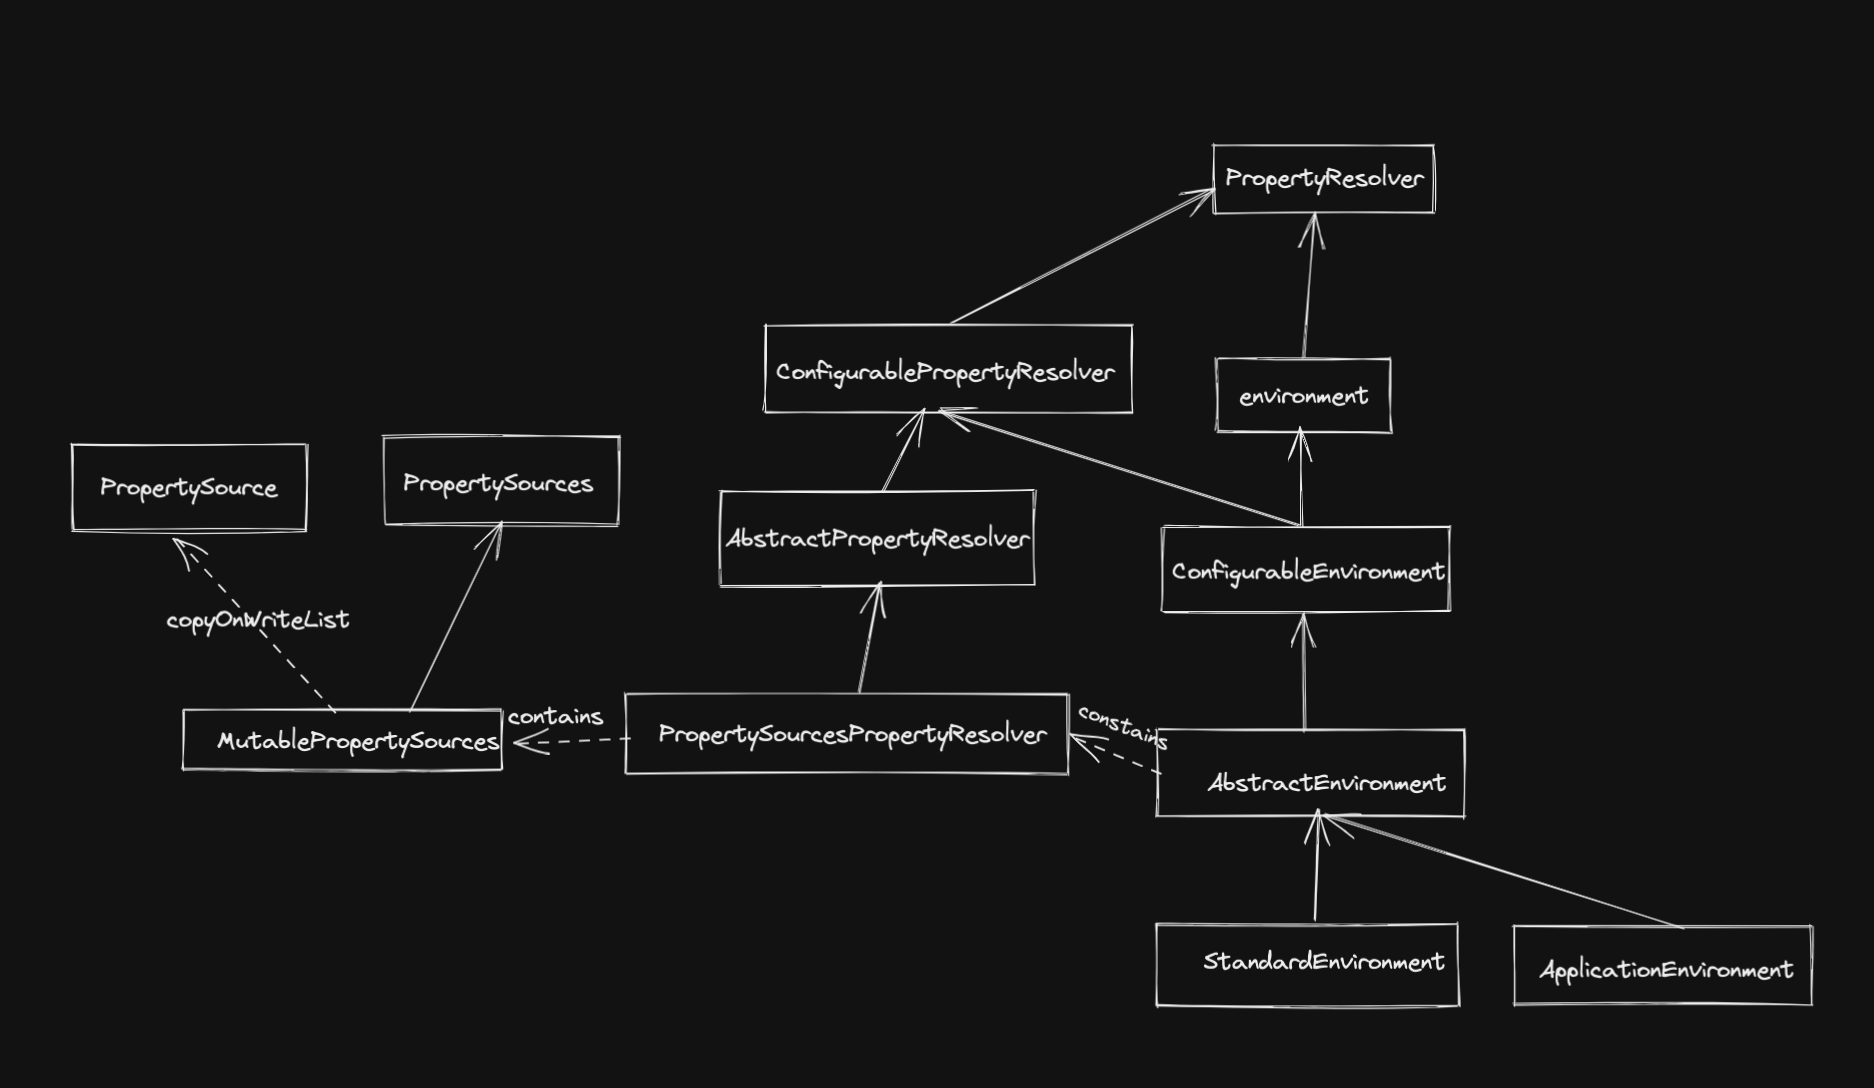 PropertyResolver
ConfigurablePropertyResolver
environment
PropertySource
PropertySources
AbstractPropertyResolver
ConfigurableEnvironment
copyOnWriteList
MutablePropertySources
contains
PropertySourcesPropertyResolver
constains
AbstractEnvironment
StandardEnvironment
ApplicationEnvironment